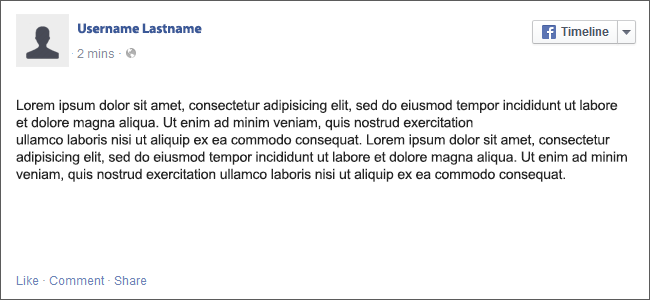 Username Lastname
2 mins ·
Timeline
Lorem ipsum dolor sit amet, consectetur adipisicing elit, sed do eiusmod tempor incididunt ut labore
et dolore magna aliqua. Ut enim ad minim veniam, quis nostrud exercitation
ullamco laboris nisi ut aliquip ex ea commodo consequat. Lorem ipsum dolor sit amet, consectetur
adipisicing elit, sed do eiusmod tempor incididunt ut labore et dolore magna aliqua. Ut enim ad minim
veniam, quis nostrud exercitation ullamco laboris nisi ut aliquip ex ea commodo consequat.
Like · Comment · Share